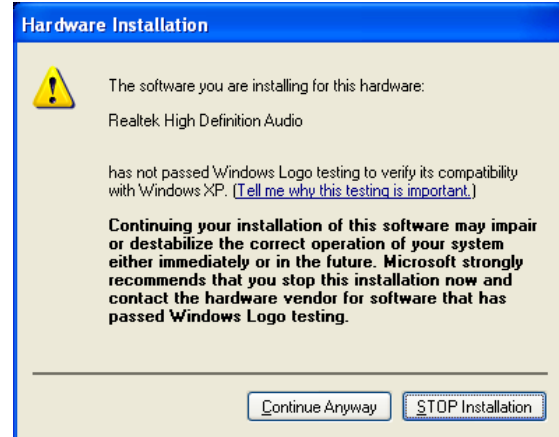 Hardware Installation
The software you are installing for this hardware:
Realtek High Definition Audio
has not passed Windows Logo testing to verify its compatibility
with Windows XP. (Tell me why this testing is important.)
Continuing your installation of this software may impair
or destabilize the correct operation of your system
either immediately or in the future. Microsoft strongly
recommends that you stop this installation now and
contact the hardware vendor for software that has
passed Windows Logo testing.
Continue Anyway
STOP Installation